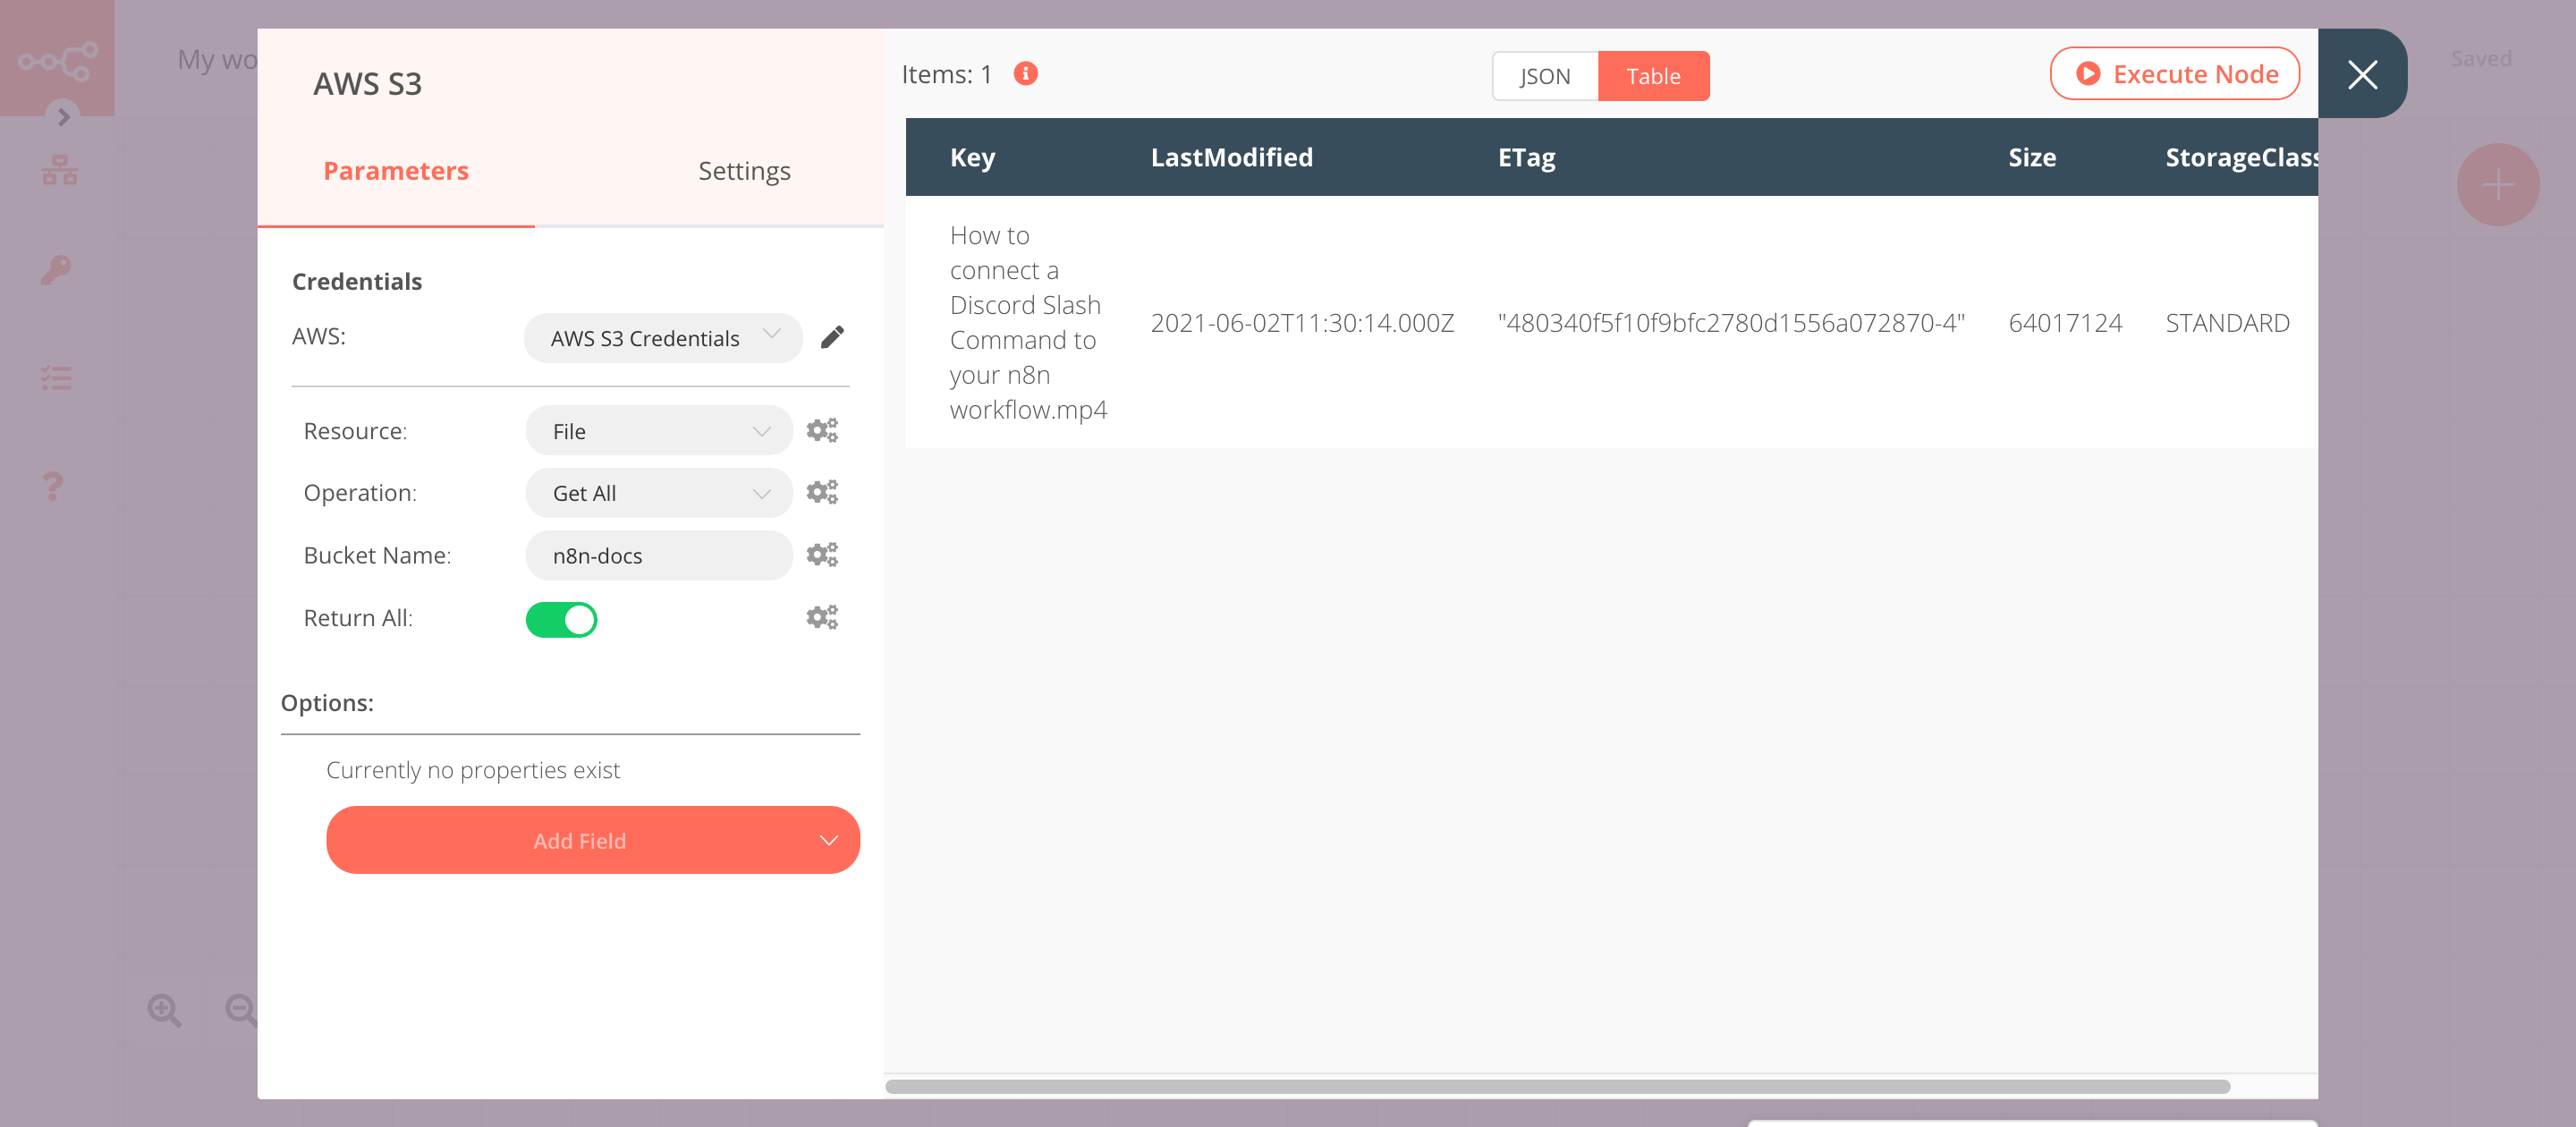 My wo
Saved
AWS S3
Parameters
Settings
Credentials
AWS:
AWS S3 Credentials
Resource:
File
Operation:
Get All
Bucket Name:
n8n-docs
Return All:
Options:
Currently no properties exist
Add Field
Items: 1
JSON
Table
Execute Node
Key
LastModified
ETag
Size
StorageClass
How to
connect a
Discord Slash
Command to
your n8n
workflow.mp4
2021-06-02T11:30:14.000Z
"480340f5f10f9bfc2780d1556a072870-4"
64017124
STANDARD